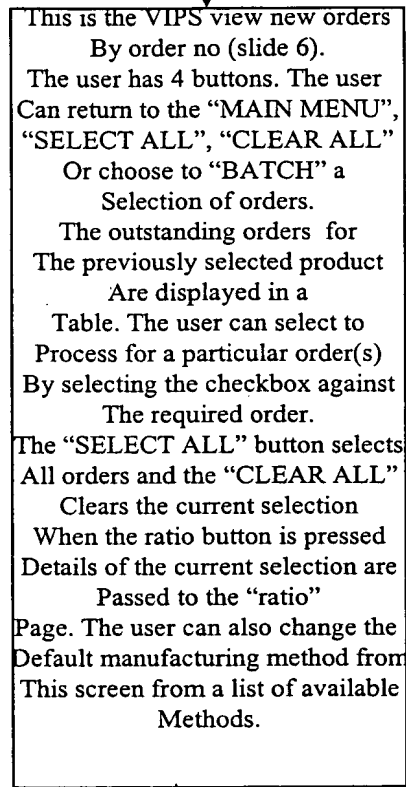 This is the VIPS view new orders
By order no (slide 6).
The user has 4 buttons. The user
Can return to the “MAIN MENU”,
“SELECT ALL”, “CLEAR ALL”
Or choose to “BATCH” a
Selection of orders.
The outstanding orders for
The previously selected product
Are displayed in a
Table. The user can select to
Process for a particular order(s)
By selecting the checkbox against
The required order.
The “SELECT ALL” button selects
All orders and the “CLEAR ALL”
Clears the current selection
When the ratio button is pressed
Details of the current selection are
Passed to the “ratio”
Page. The user can also change the
Default manufacturing method from
This screen from a list of available
Methods.